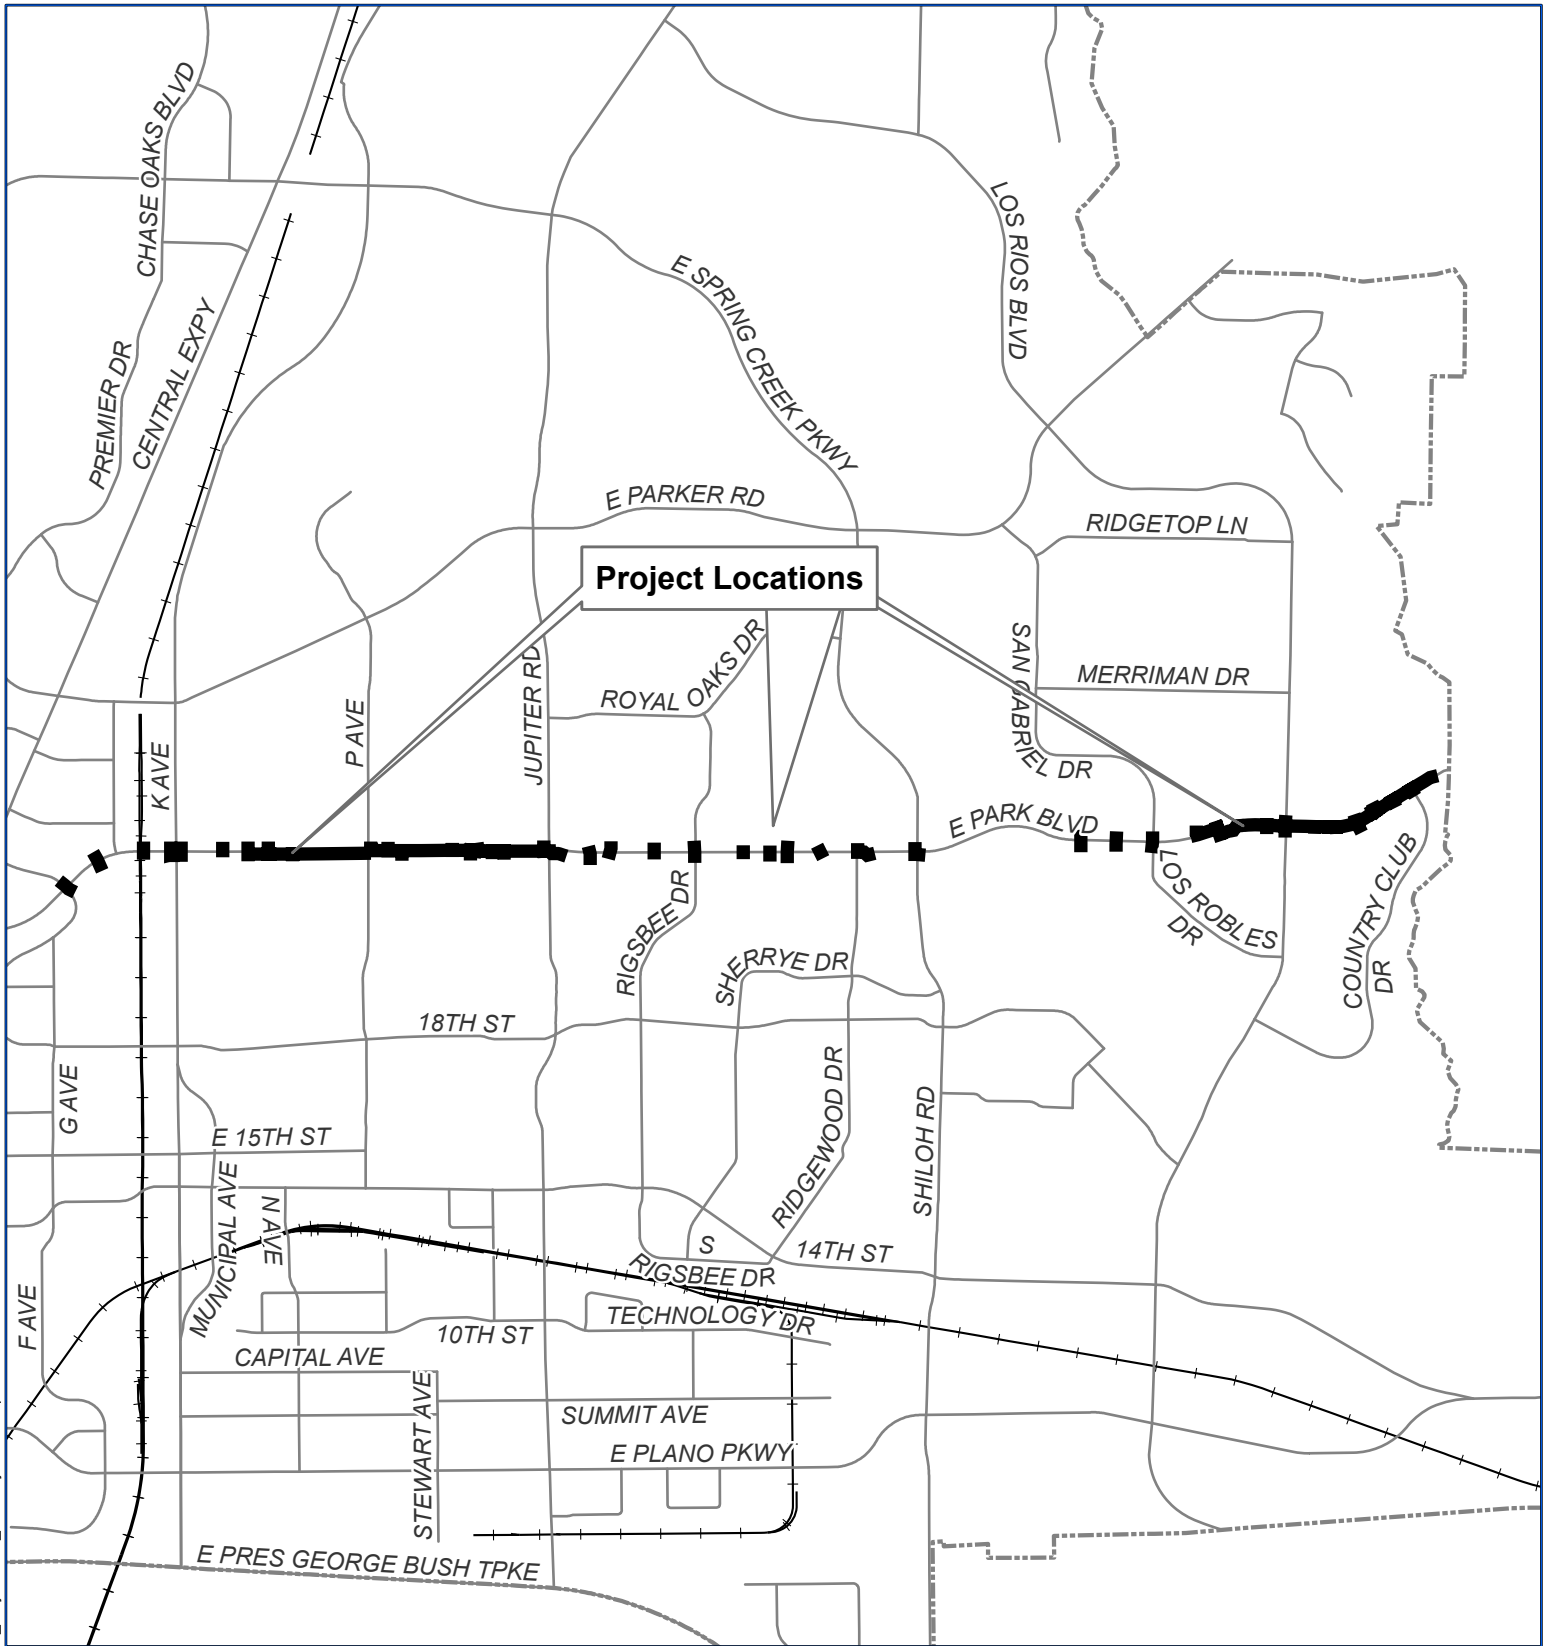 CHASE OAKS BLVD
LOS RIOS BLVD
E SPRING CREEK PKWY
CENTRAL EXPY
PREMIER DR
E PARKER RD
RIDGETOP LN
Project Locations
SAN GABRIEL DR
ROYAL OAKS DR
MERRIMAN DR
JUPITER RD
P AVE
K AVE
E PARK BLVD
LOS ROBLES
DR
COUNTRY CLUB
DR
RIGSBEE DR
SHERRYE DR
18TH ST
G AVE
RIDGEWOOD DR
SHILOH RD
E 15TH ST
MUNICIPAL AVE
N AVE
S
RIGSBEE DR
14TH ST
F AVE
TECHNOLOGY DR
10TH ST
CAPITAL AVE
STEWART AVE
SUMMIT AVE
E PLANO PKWY
E PRES GEORGE BUSH TPKE